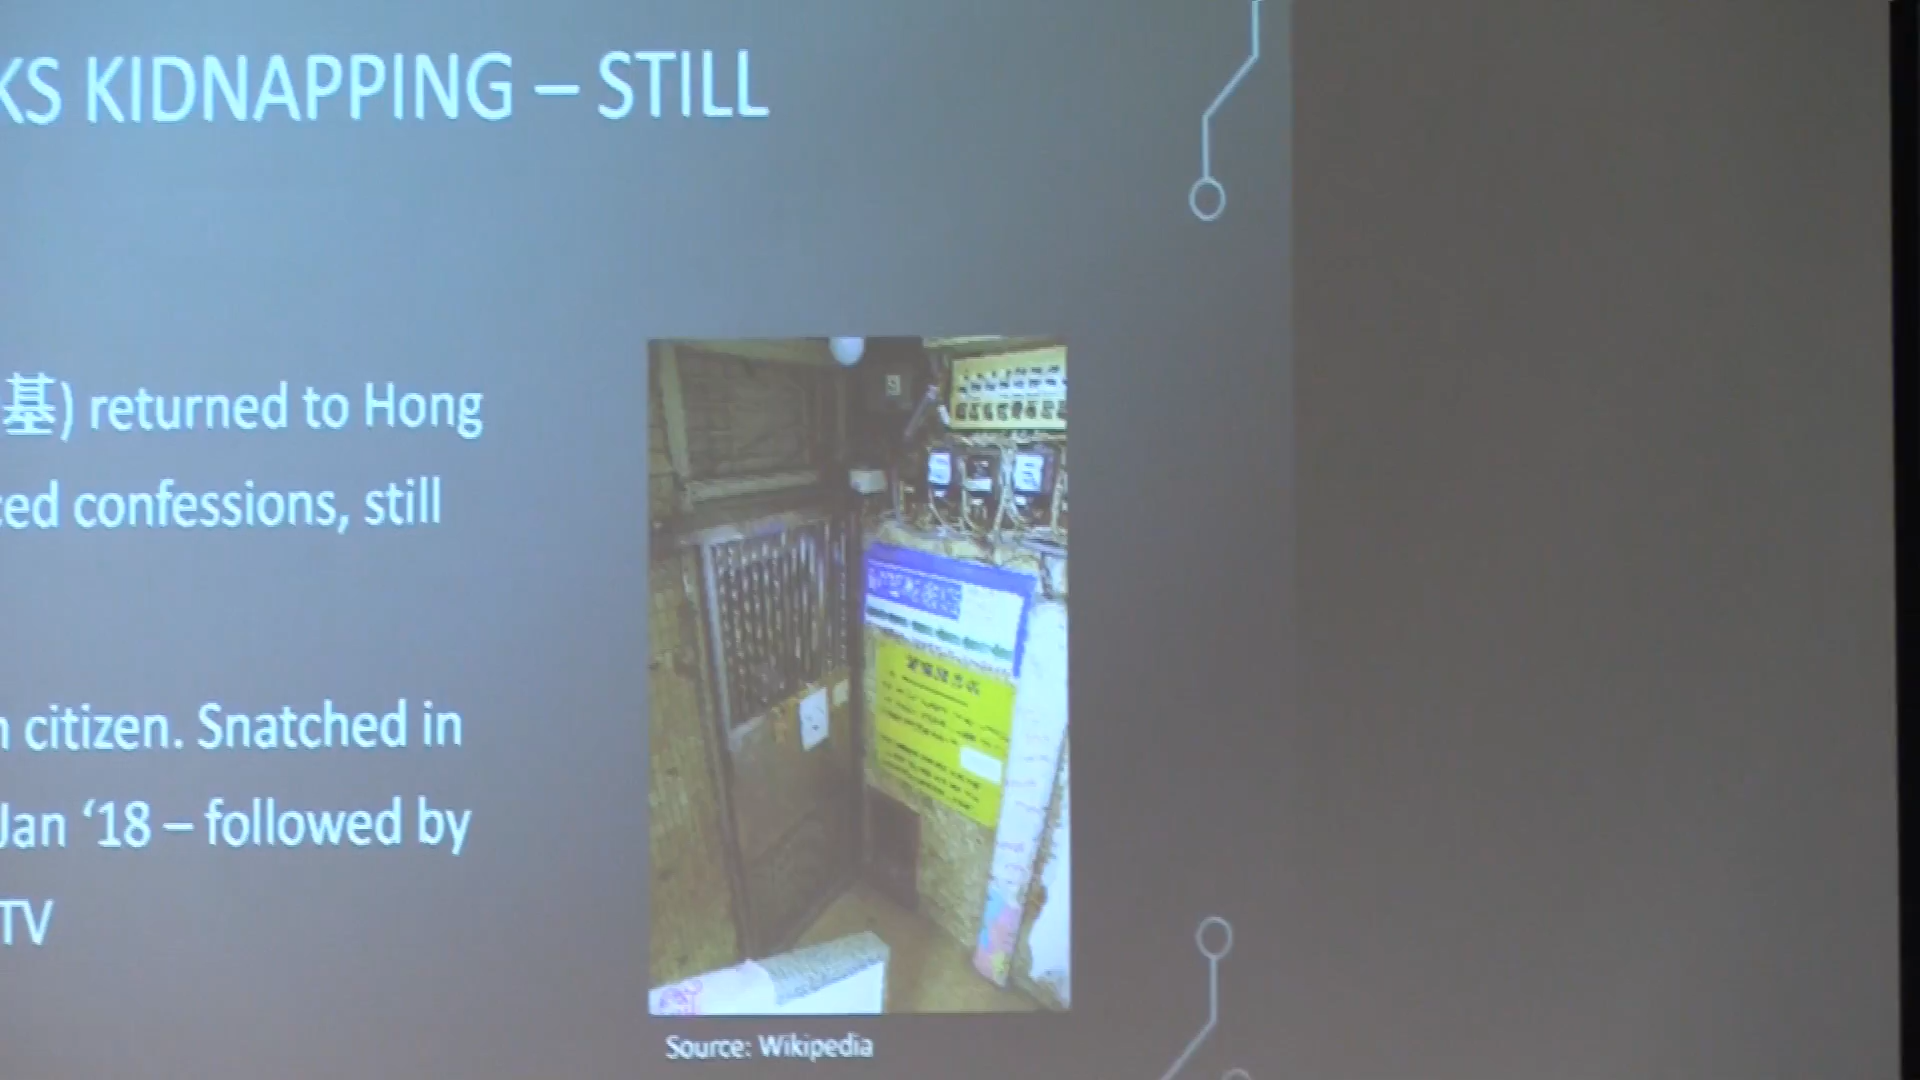 KS KIDNAPPING – STILL
基) returned to Hong
ced confessions, still
n citizen. Snatched in
Jan ‘18 – followed by
TV
Source: Wikipedia